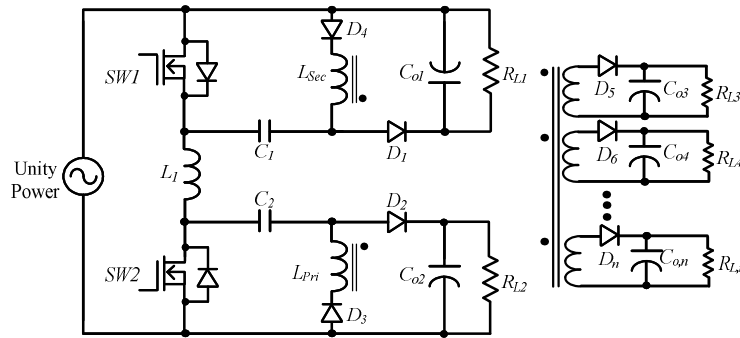 D4
SW1
LSec
Co1
RL1
C1
D1
D5
Co3
RL3
D6
Co4
RL4
Dn
Co,n
Unity
Power
L1
C2
D2
SW2
LPri
Co2
RL2
D3